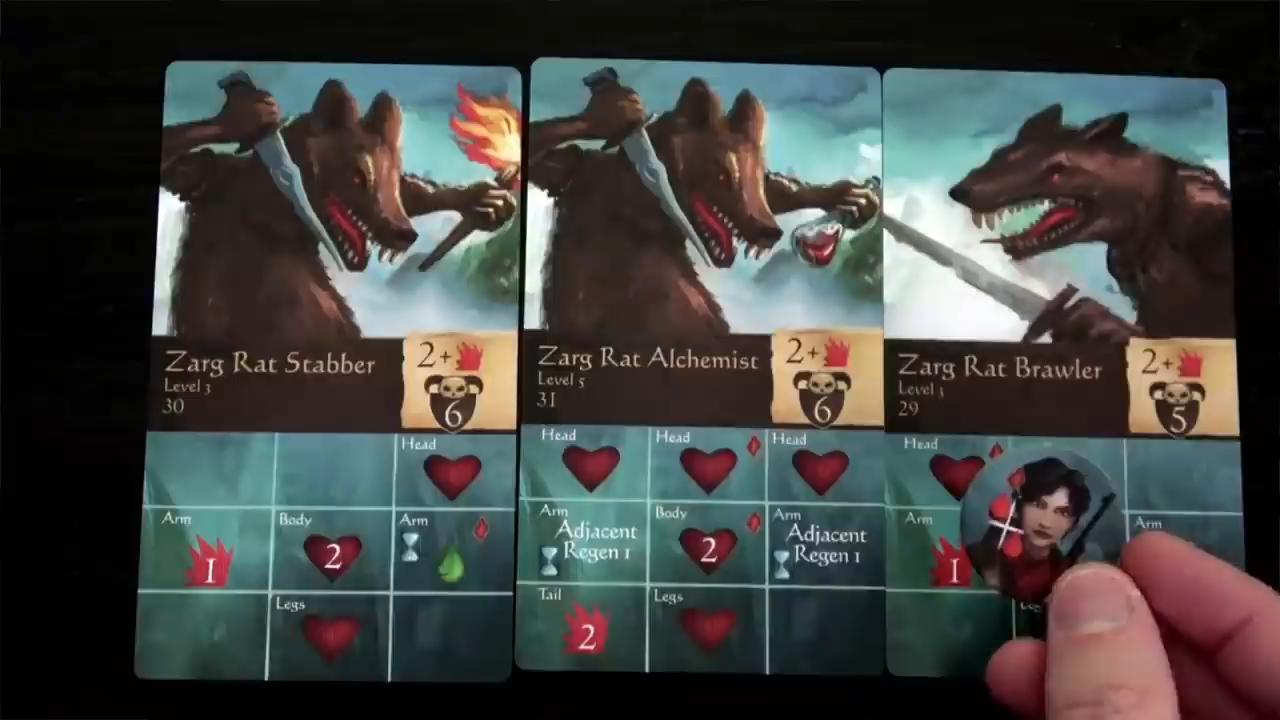 Zarg Rat Stabber
Level 3
30
2+
6
Head
Arm
1
Body
2
Arm
Legs
Zarg Rat Alchemist
Level 5
31
2+
6
Head
Head
Head
Arm
Adjacent
Regen 1
Body
2
Arm
Adjacent
Regen 1
Tail
2
Legs
Zarg Rat Brawler
Level 3
29
2+
5
Head
Arm
1
Arm